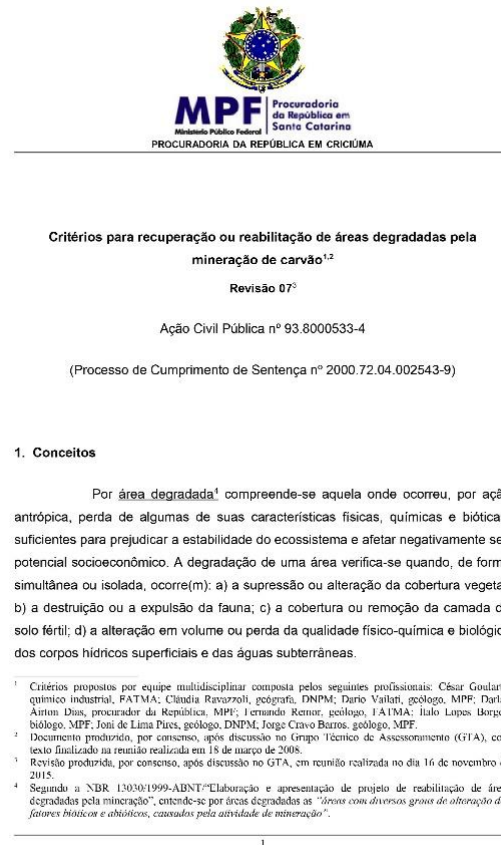 MPF
Procuradoria
da República em
Santa Catarina
Ministério Público Federal
PROCURADORIA DA REPÚBLICA EM CRICIÚMA
Critérios para recuperação ou reabilitação de áreas degradadas pela
mineração de carvão1,2
Revisão 073
Ação Civil Pública nº 93.8000533-4
(Processo de Cumprimento de Sentença nº 2000.72.04.002543-9)
1. Conceitos
Por área degradada4 compreende-se aquela onde ocorreu, por açã
antrópica, perda de algumas de suas características físicas, químicas e biótica
suficientes para prejudicar a estabilidade do ecossistema e afetar negativamente se
potencial socioeconômico. A degradação de uma área verifica-se quando, de form
simultânea ou isolada, ocorre(m): a) a supressão ou alteração da cobertura vegeta
b) a destruição ou a expulsão da fauna; c) a cobertura ou remoção da camada d
solo fértil; d) a alteração em volume ou perda da qualidade físico-química e biológic
dos corpos hídricos superficiais e das águas subterrâneas.
1 Critérios propostos por equipe multidisciplinar composta pelos seguintes profissionais: César Goulart
químico industrial, FATMA; Cláudia Ravazzoli, geógrafa, DNPM; Dario Vailati, geólogo, MPF; Darla
Airton Dias, procurador da República, MPF; Fernando Remor, geólogo, FATMA; Ítalo Lopes Borge
biólogo, MPF; Joni de Lima Pires, geólogo, DNPM; Jorge Cravo Barros, geólogo, MPF.
2 Documento produzido, por consenso, após discussão no Grupo Técnico de Assessoramento (GTA), co
texto finalizado na reunião realizada em 18 de março de 2008.
3 Revisão produzida, por consenso, após discussão no GTA, em reunião realizada no dia 16 de novembro
2015.
4 Segundo a NBR 13030/1999-ABNT/“Elaboração e apresentação de projeto de reabilitação de áre
degradadas pela mineração”, entende-se por áreas degradadas as “áreas com diversos graus de alteração d
fatores bióticos e abióticos, causados pela atividade de mineração”.
1